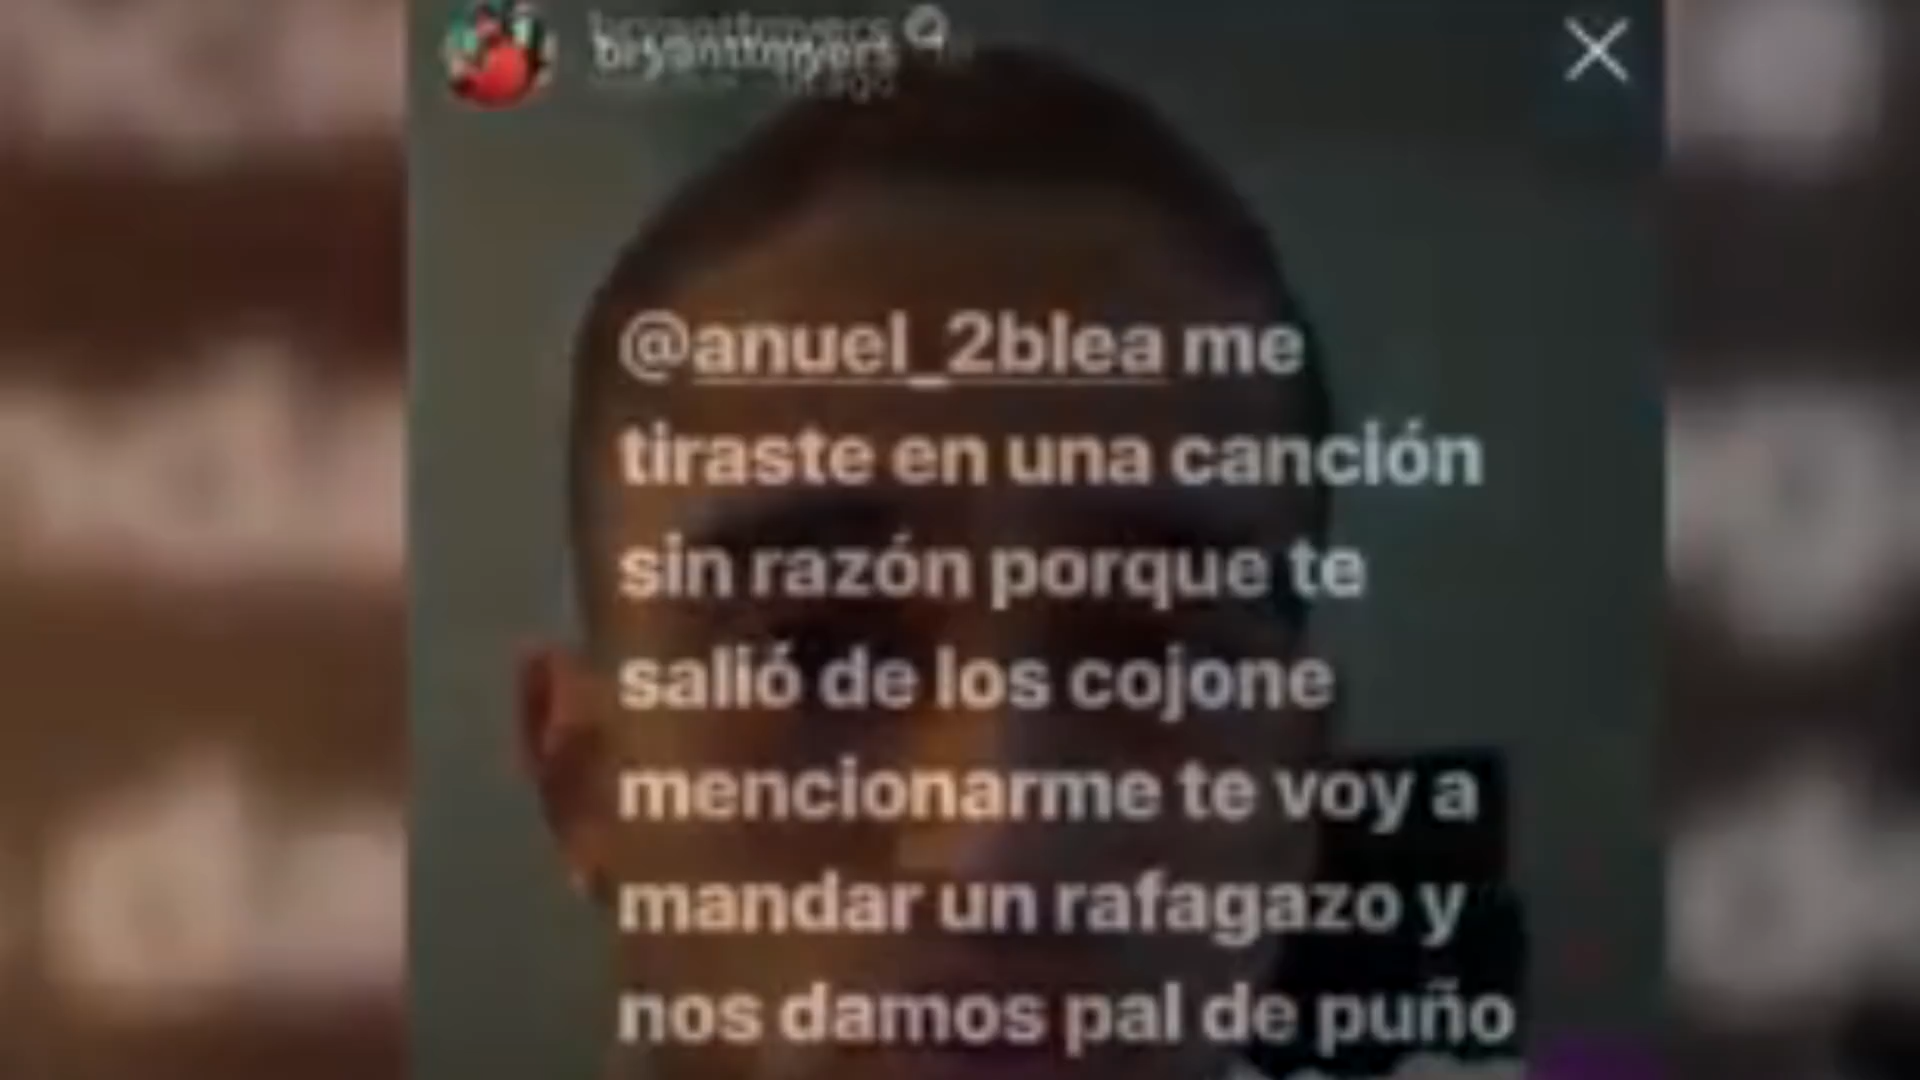 bryantmyers
@anuel_2blea me
tiraste en una canción
sin razón porque te
salió de los cojone
mencionarme te voy a
mandar un rafagazo y
nos damos pal de puño